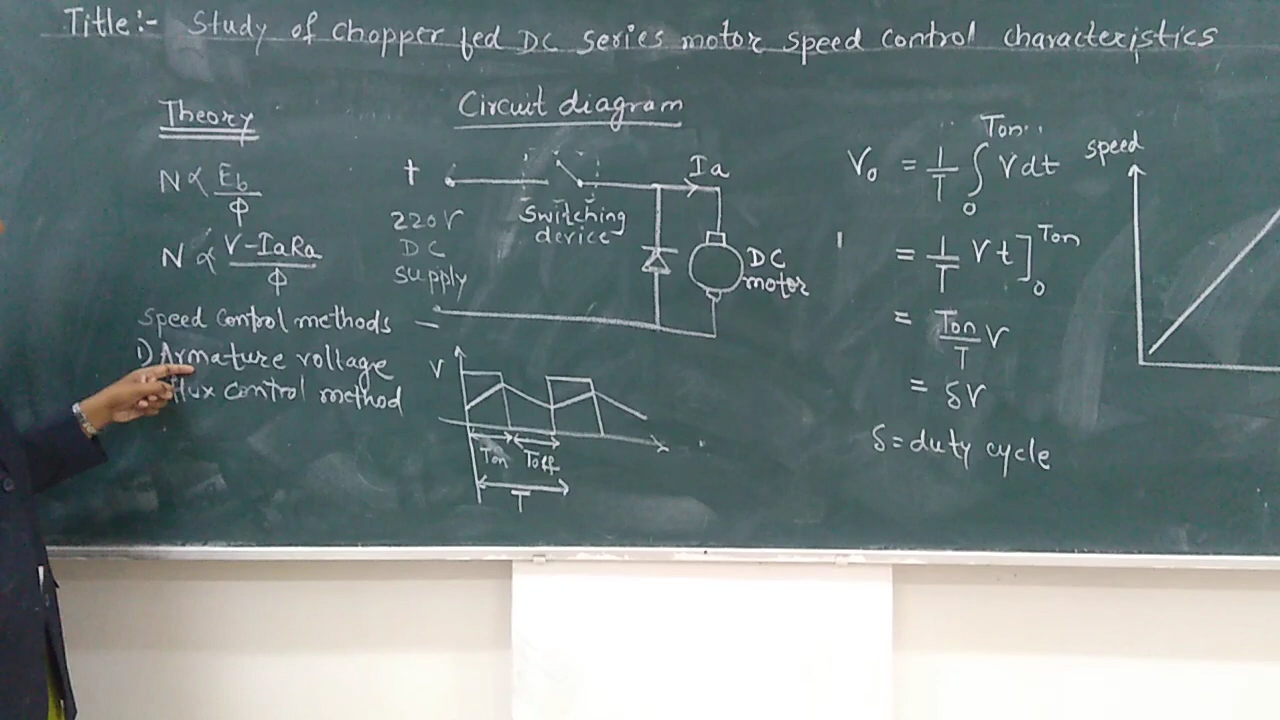 Title:- Study of chopper fed DC series motor speed control characteristics
Theory
N ∝ Eb/Φ
N ∝ V-IaRa/Φ
Speed control methods
1) Armature voltage
flux control method
Circuit diagram
+
Ia
220V
DC
supply
Switching
device
DC
motor
−
V
Ton Toff
T
Vo = 1/T ∫₀^Ton V dt
= 1/T Vt]₀^Ton
= Ton/T V
= δV
δ = duty cycle
speed